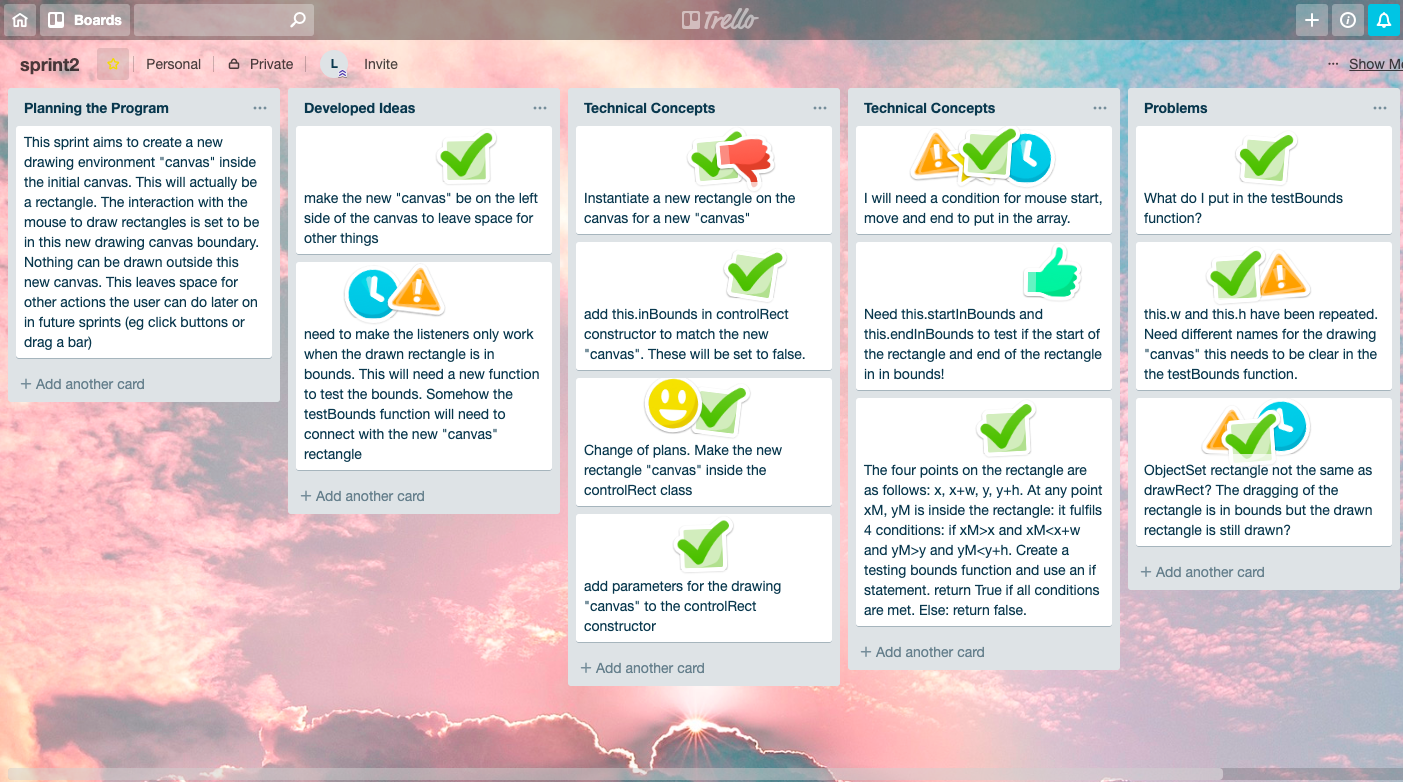 Boards
Trello
sprint2
Personal
Private
L
Invite
... Show Me
Planning the Program
This sprint aims to create a new
drawing environment "canvas" inside
the initial canvas. This will actually be
a rectangle. The interaction with the
mouse to draw rectangles is set to be
in this new drawing canvas boundary.
Nothing can be drawn outside this
new canvas. This leaves space for
other actions the user can do later on
in future sprints (eg click buttons or
drag a bar)
+ Add another card
Developed Ideas
make the new "canvas" be on the left
side of the canvas to leave space for
other things
need to make the listeners only work
when the drawn rectangle is in
bounds. This will need a new function
to test the bounds. Somehow the
testBounds function will need to
connect with the new "canvas"
rectangle
+ Add another card
Technical Concepts
Instantiate a new rectangle on the
canvas for a new "canvas"
add this.inBounds in controlRect
constructor to match the new
"canvas". These will be set to false.
Change of plans. Make the new
rectangle "canvas" inside the
controlRect class
add parameters for the drawing
"canvas" to the controlRect
constructor
+ Add another card
Technical Concepts
I will need a condition for mouse start,
move and end to put in the array.
Need this.startInBounds and
this.endInBounds to test if the start of
the rectangle and end of the rectangle
in in bounds!
The four points on the rectangle are
as follows: x, x+w, y, y+h. At any point
xM, yM is inside the rectangle: it fulfils
4 conditions: if xM>x and xM<x+w
and yM>y and yM<y+h. Create a
testing bounds function and use an if
statement. return True if all conditions
are met. Else: return false.
+ Add another card
Problems
What do I put in the testBounds
function?
this.w and this.h have been repeated.
Need different names for the drawing
"canvas" this needs to be clear in the
the testBounds function.
ObjectSet rectangle not the same as
drawRect? The dragging of the
rectangle is in bounds but the drawn
rectangle is still drawn?
+ Add another card